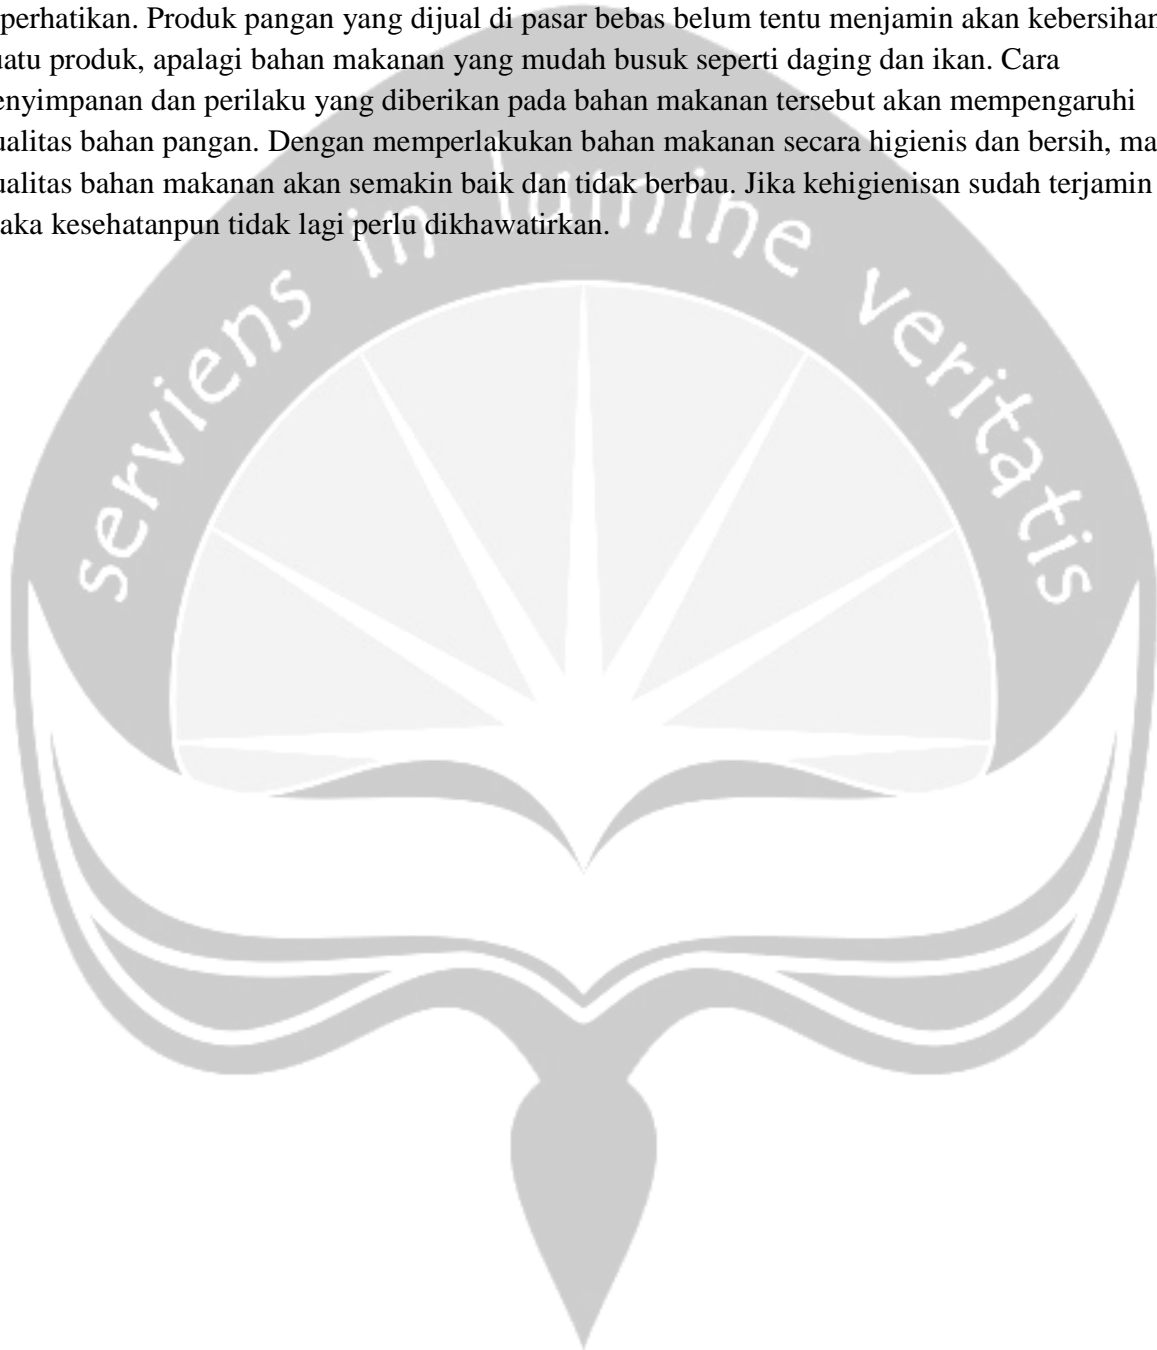 perhatikan. Produk pangan yang dijual di pasar bebas belum tentu menjamin akan kebersihan
uatu produk, apalagi bahan makanan yang mudah busuk seperti daging dan ikan. Cara
enyimpanan dan perilaku yang diberikan pada bahan makanan tersebut akan mempengaruhi
ualitas bahan pangan. Dengan memperlakukan bahan makanan secara higienis dan bersih, ma
ualitas bahan makanan akan semakin baik dan tidak berbau. Jika kehigienisan sudah terjamin
aka kesehatanpun tidak lagi perlu dikhawatirkan.
serviens in lumine veritatis